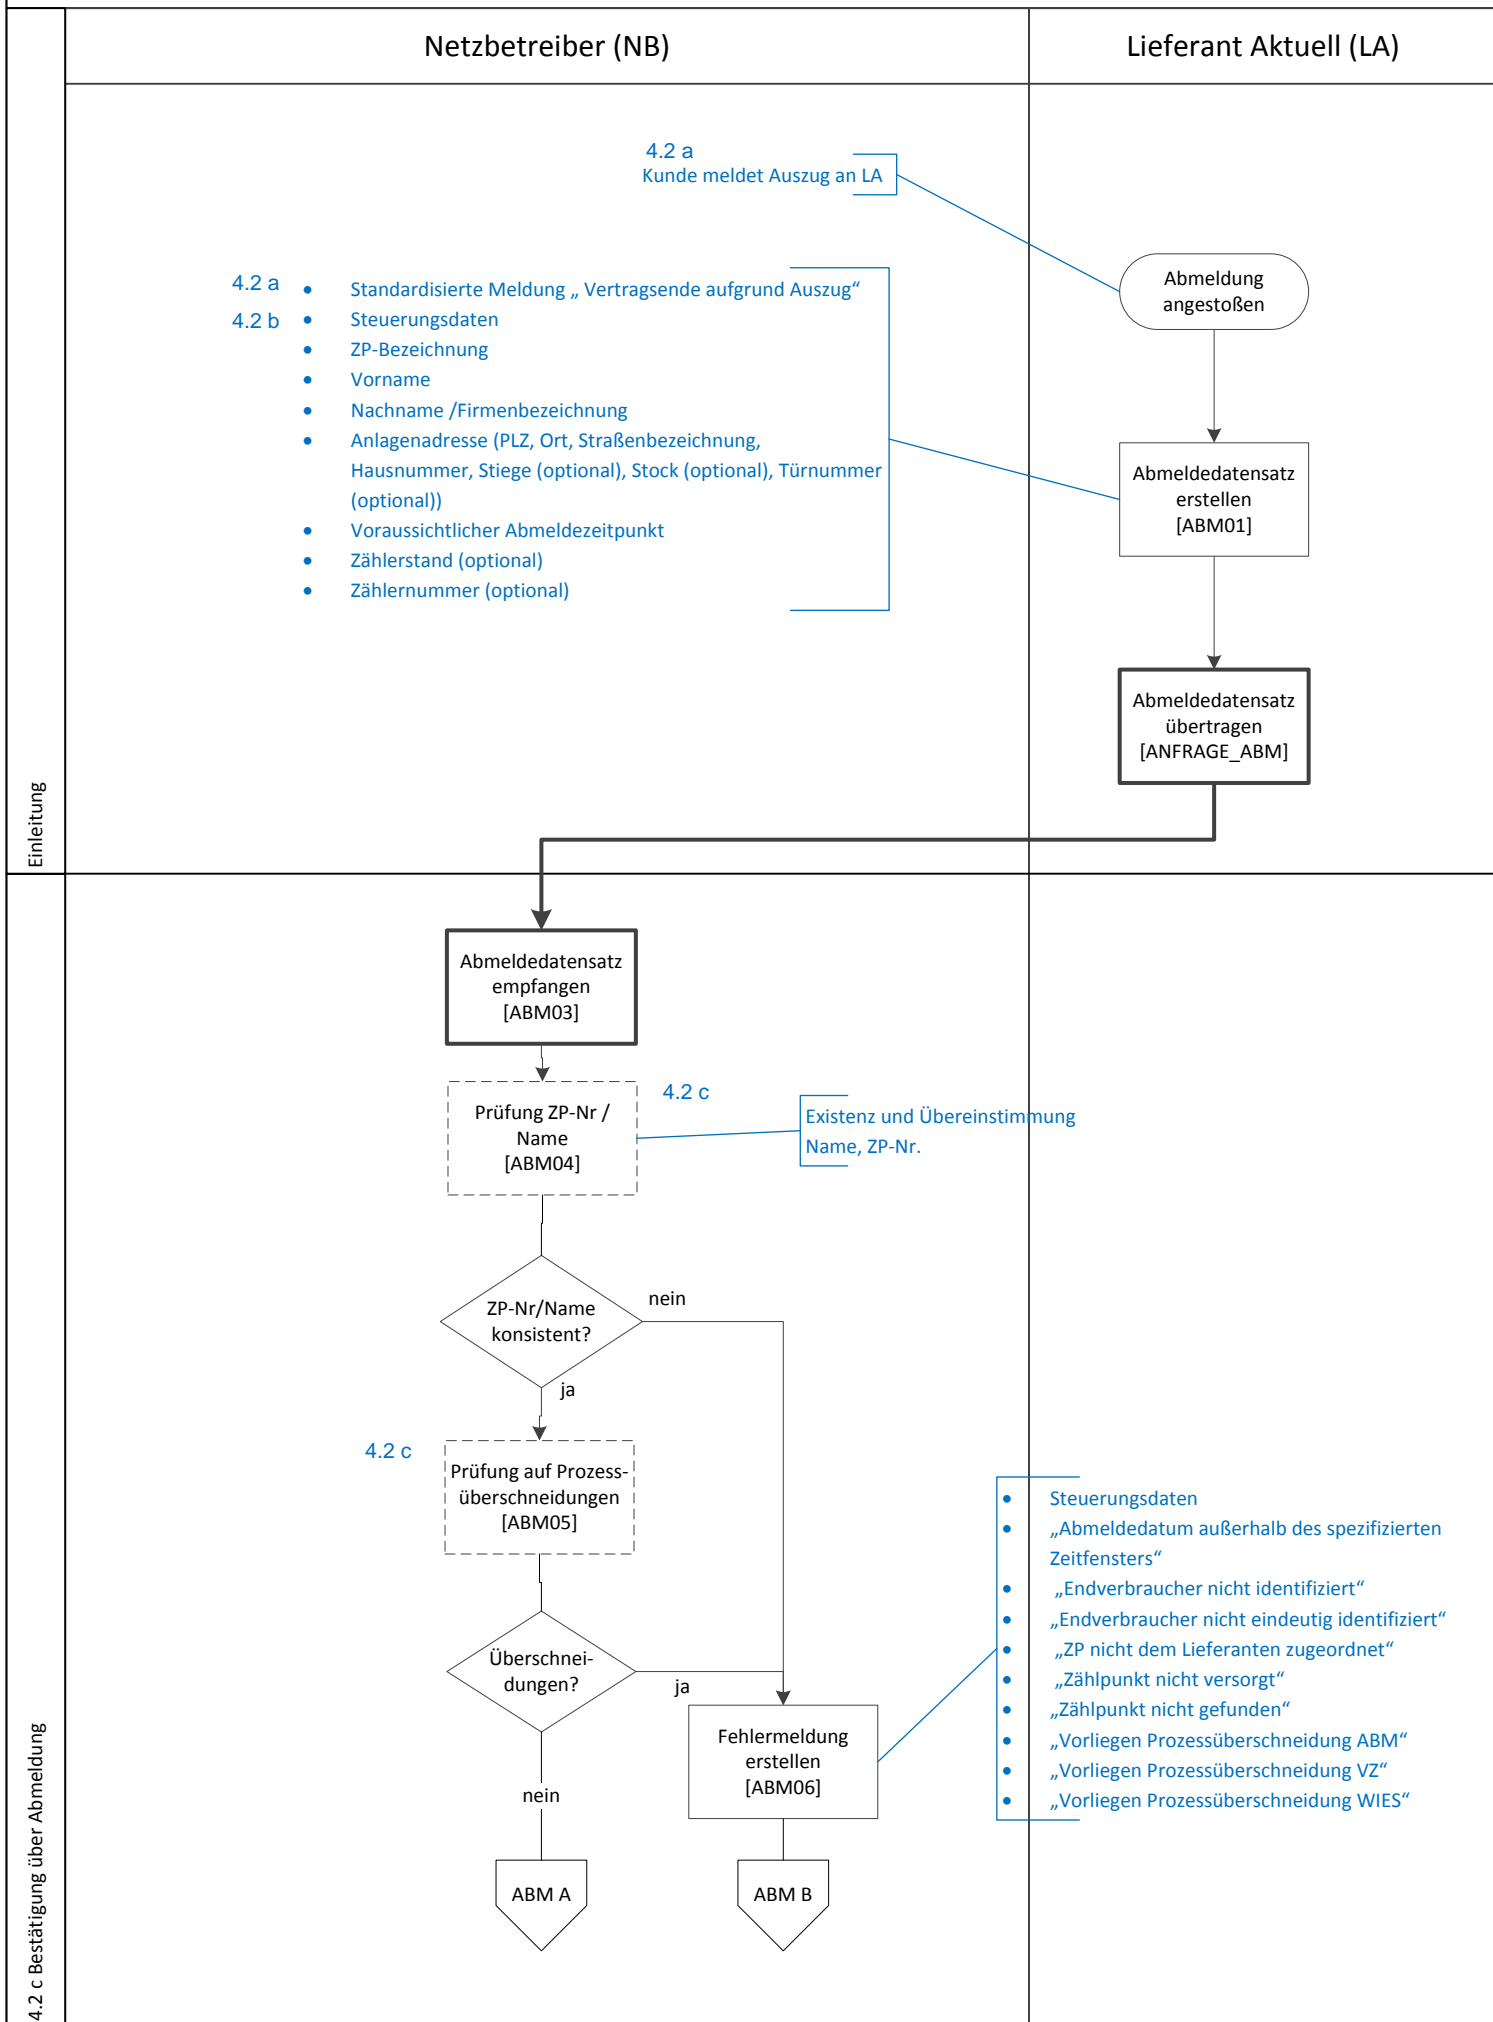 Netzbetreiber (NB)
Lieferant Aktuell (LA)
4.2 a
Kunde meldet Auszug an LA
Abmeldung
angestoßen
4.2 a
• Standardisierte Meldung „ Vertragsende aufgrund Auszug“
4.2 b
• Steuerungsdaten
• ZP-Bezeichnung
• Vorname
• Nachname /Firmenbezeichnung
• Anlagenadresse (PLZ, Ort, Straßenbezeichnung,
Hausnummer, Stiege (optional), Stock (optional), Türnummer
(optional))
• Voraussichtlicher Abmeldezeitpunkt
• Zählerstand (optional)
• Zählernummer (optional)
Abmeldedatensatz
erstellen
[ABM01]
Abmeldedatensatz
übertragen
[ANFRAGE_ABM]
Einleitung
Abmeldedatensatz
empfangen
[ABM03]
Prüfung ZP-Nr /
Name
[ABM04]
4.2 c
Existenz und Übereinstimmung
Name, ZP-Nr.
ZP-Nr/Name
konsistent?
nein
ja
4.2 c
Prüfung auf Prozess-
überschneidungen
[ABM05]
Überschnei-
dungen?
ja
nein
Fehlermeldung
erstellen
[ABM06]
• Steuerungsdaten
• „Abmeldedatum außerhalb des spezifizierten
Zeitfensters“
• „Endverbraucher nicht identifiziert“
• „Endverbraucher nicht eindeutig identifiziert“
• „ZP nicht dem Lieferanten zugeordnet“
• „Zählpunkt nicht versorgt“
• „Zählpunkt nicht gefunden“
• „Vorliegen Prozessüberschneidung ABM“
• „Vorliegen Prozessüberschneidung VZ“
• „Vorliegen Prozessüberschneidung WIES“
ABM A
ABM B
4.2 c Bestätigung über Abmeldung